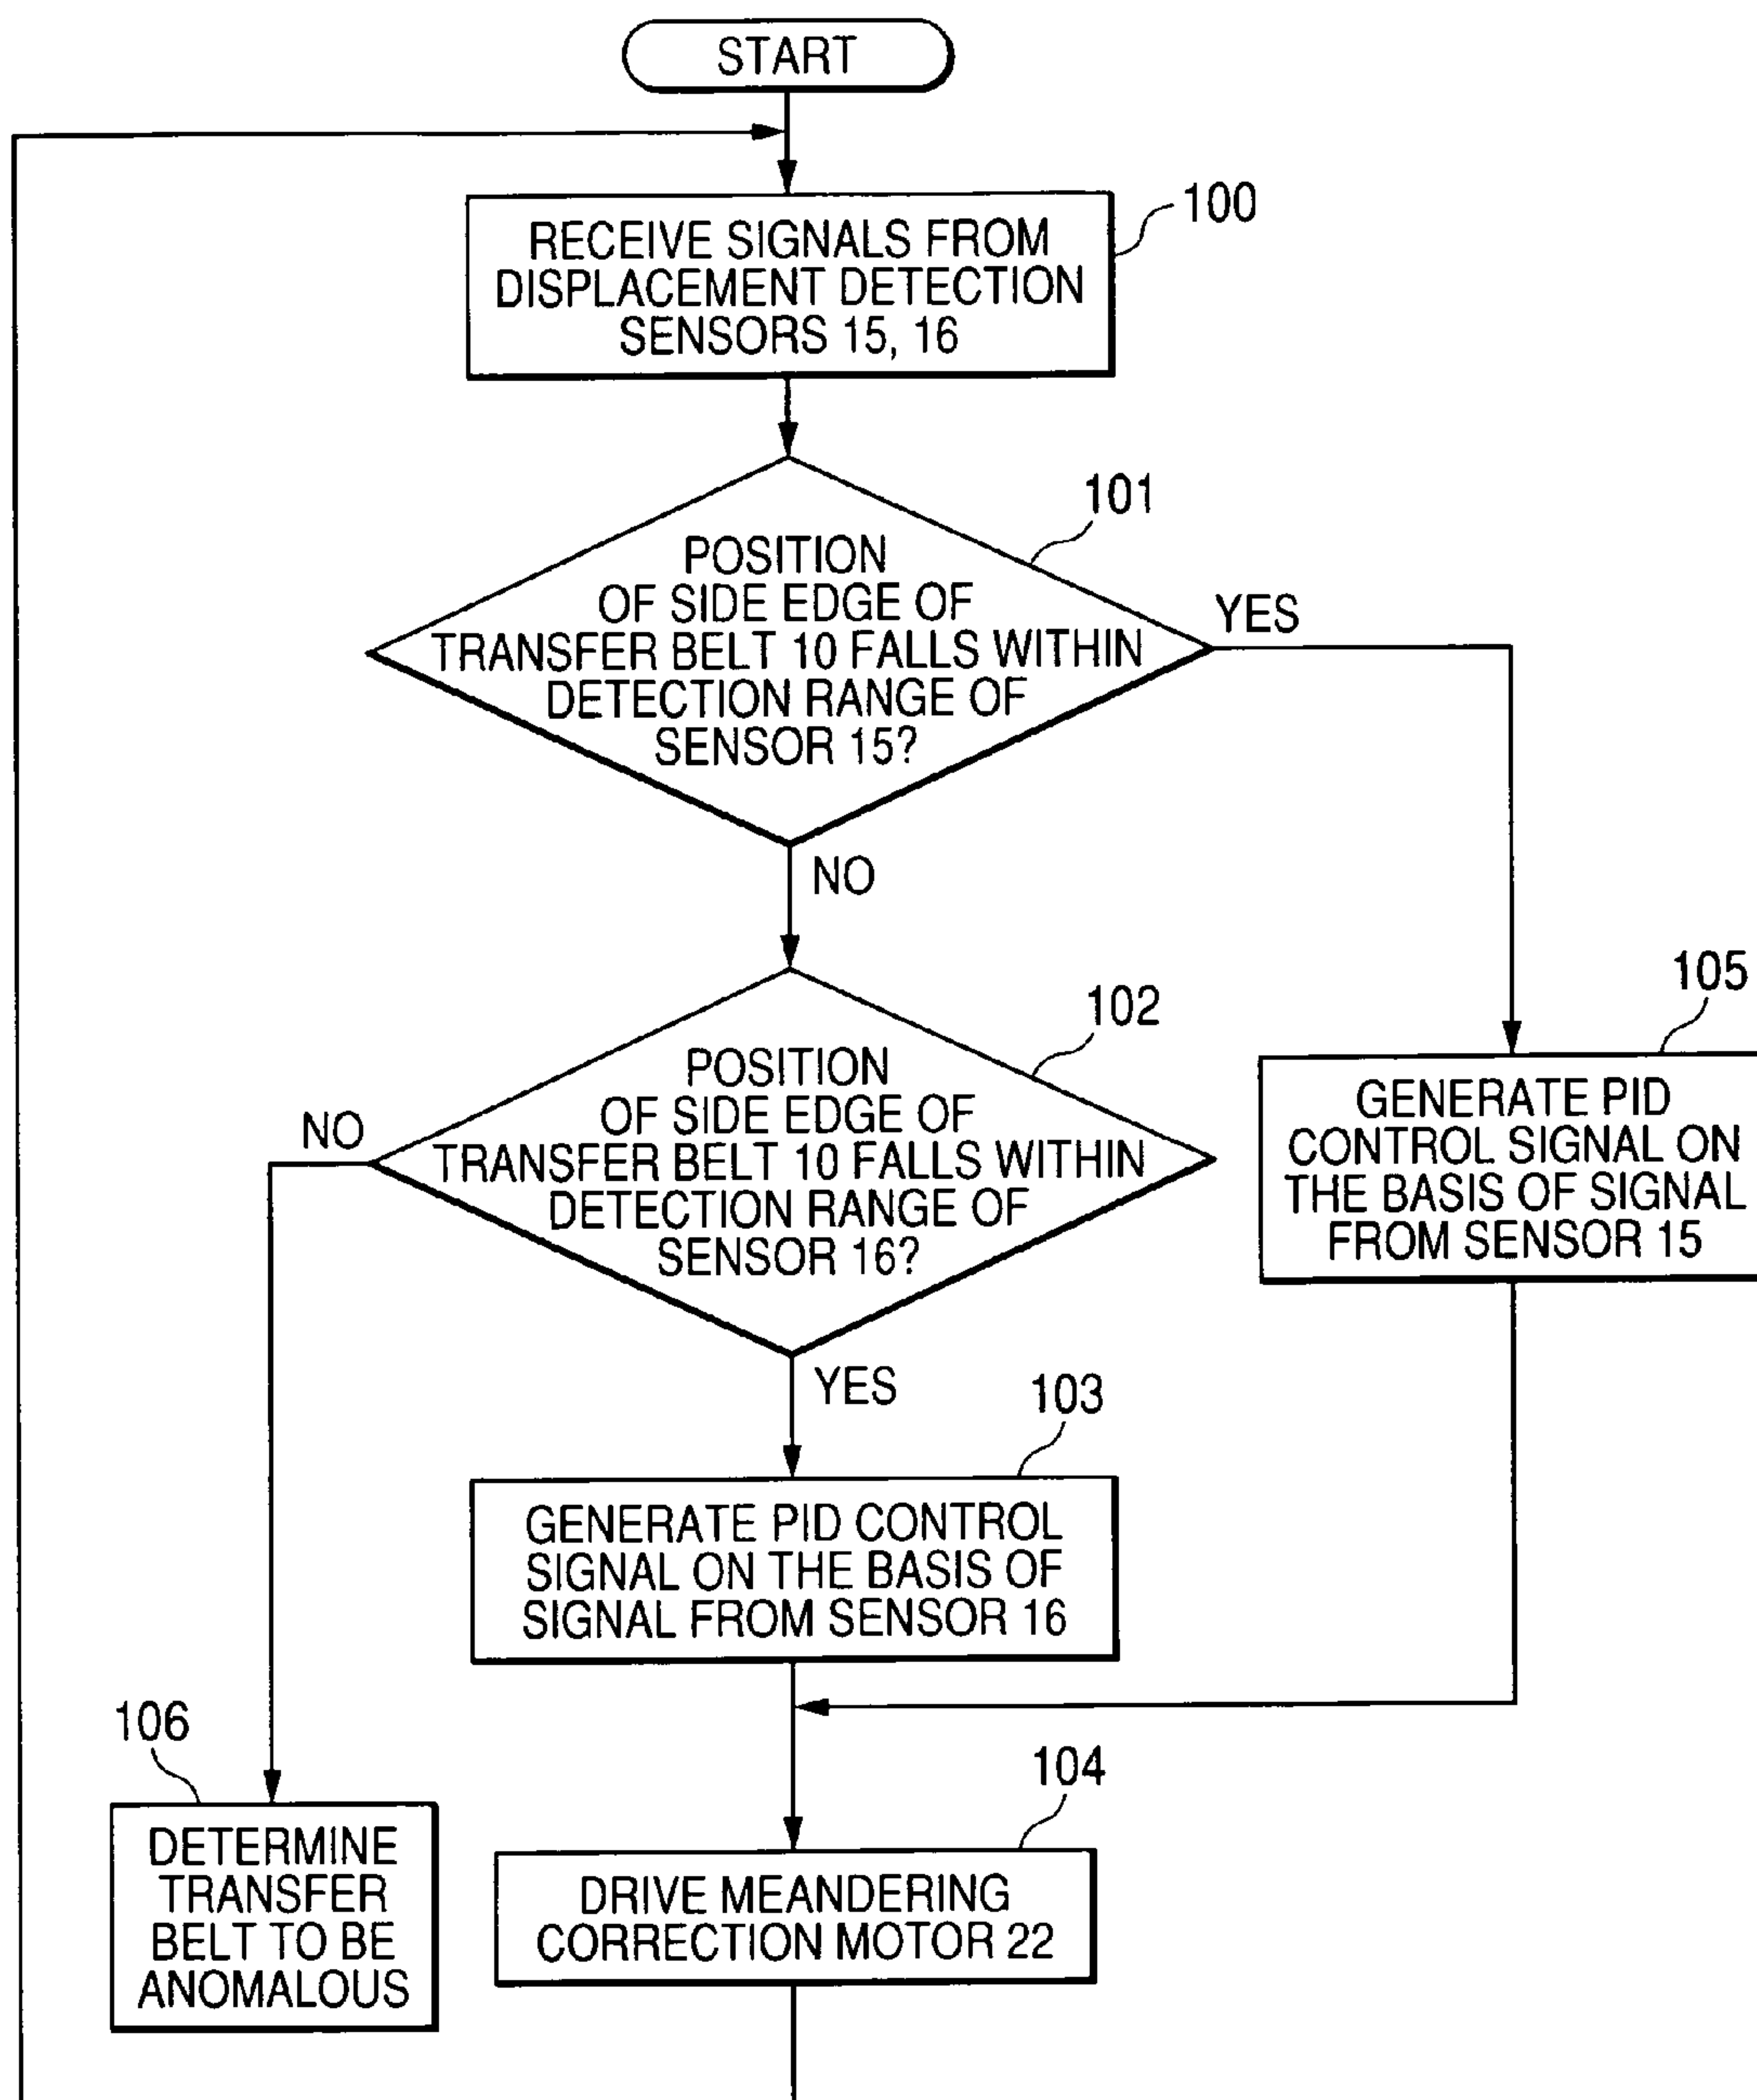 START
100
RECEIVE SIGNALS FROM
DISPLACEMENT DETECTION
SENSORS 15, 16
101
POSITION
OF SIDE EDGE OF
TRANSFER BELT 10 FALLS WITHIN
DETECTION RANGE OF
SENSOR 15?
YES
NO
102
POSITION
OF SIDE EDGE OF
TRANSFER BELT 10 FALLS WITHIN
DETECTION RANGE OF
SENSOR 16?
NO
YES
105
GENERATE PID
CONTROL SIGNAL ON
THE BASIS OF SIGNAL
FROM SENSOR 15
103
GENERATE PID CONTROL
SIGNAL ON THE BASIS OF
SIGNAL FROM SENSOR 16
106
DETERMINE
TRANSFER
BELT TO BE
ANOMALOUS
104
DRIVE MEANDERING
CORRECTION MOTOR 22